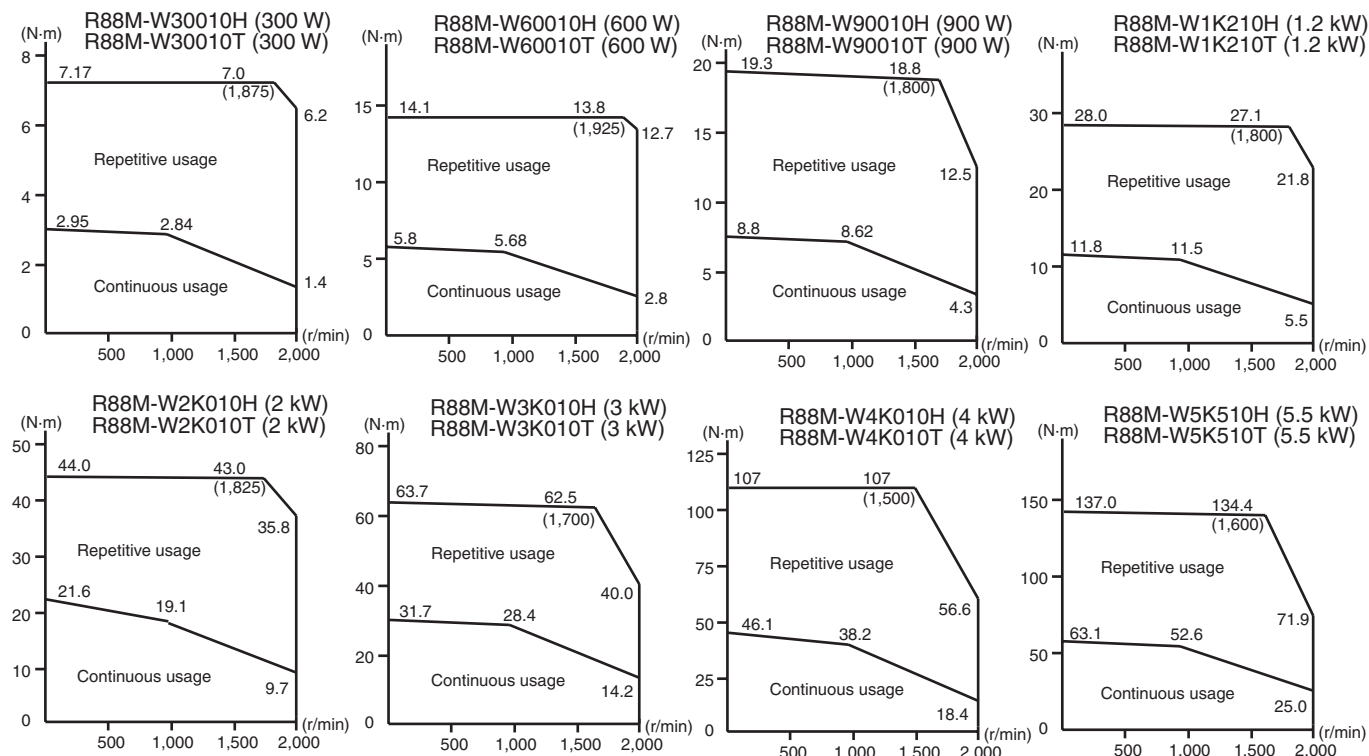 R88M-W30010H (300 W)
R88M-W30010T (300 W)
(N·m)
8
7.17
7.0
(1,875)
6
6.2
Repetitive usage
4
2.95
2.84
2
Continuous usage
1.4
0
(r/min)
500
1,000
1,500
2,000
R88M-W60010H (600 W)
R88M-W60010T (600 W)
(N·m)
15
14.1
13.8
(1,925)
12.7
Repetitive usage
10
5.8
5.68
5
Continuous usage
2.8
0
(r/min)
500
1,000
1,500
2,000
R88M-W90010H (900 W)
R88M-W90010T (900 W)
(N·m)
20
19.3
18.8
(1,800)
15
Repetitive usage
12.5
10
8.8
8.62
5
Continuous usage
4.3
0
(r/min)
500
1,000
1,500
2,000
R88M-W1K210H (1.2 kW)
R88M-W1K210T (1.2 kW)
(N·m)
30
28.0
27.1
(1,800)
Repetitive usage
21.8
20
11.8
11.5
10
Continuous usage
5.5
0
(r/min)
500
1,000
1,500
2,000
R88M-W2K010H (2 kW)
R88M-W2K010T (2 kW)
(N·m)
50
44.0
43.0
(1,825)
40
35.8
Repetitive usage
30
21.6
19.1
20
Continuous usage
10
9.7
0
(r/min)
500
1,000
1,500
2,000
R88M-W3K010H (3 kW)
R88M-W3K010T (3 kW)
(N·m)
80
63.7
62.5
(1,700)
60
Repetitive usage
40
40.0
31.7
28.4
20
Continuous usage
14.2
0
(r/min)
500
1,000
1,500
2,000
R88M-W4K010H (4 kW)
R88M-W4K010T (4 kW)
(N·m)
125
107
107
(1,500)
100
75
Repetitive usage
56.6
50
46.1
38.2
25
Continuous usage
18.4
0
(r/min)
500
1,000
1,500
2,000
R88M-W5K510H (5.5 kW)
R88M-W5K510T (5.5 kW)
(N·m)
150
137.0
134.4
(1,600)
100
Repetitive usage
71.9
63.1
52.6
50
Continuous usage
25.0
0
(r/min)
500
1,000
1,500
2,000